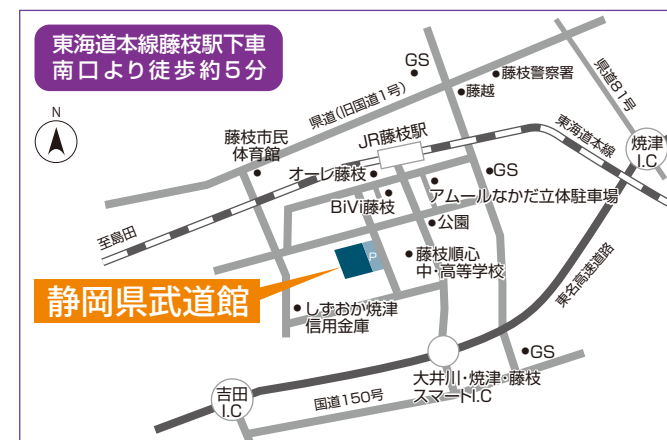 東海道本線藤枝駅下車
南口より徒歩約5分
N
GS
藤枝警察署
藤越
県道81号
県道(旧国道1号)
JR藤枝駅
東海道本線
焼津
I.C
藤枝市民
体育館
オーレ藤枝
GS
アムールなかだ立体駐車場
BiVi藤枝
公園
至島田
P
藤枝順心
中・高等学校
静岡県武道館
しずおか焼津
信用金庫
東名高速道路
GS
大井川・焼津・藤枝
スマートI.C
吉田
I.C
国道150号